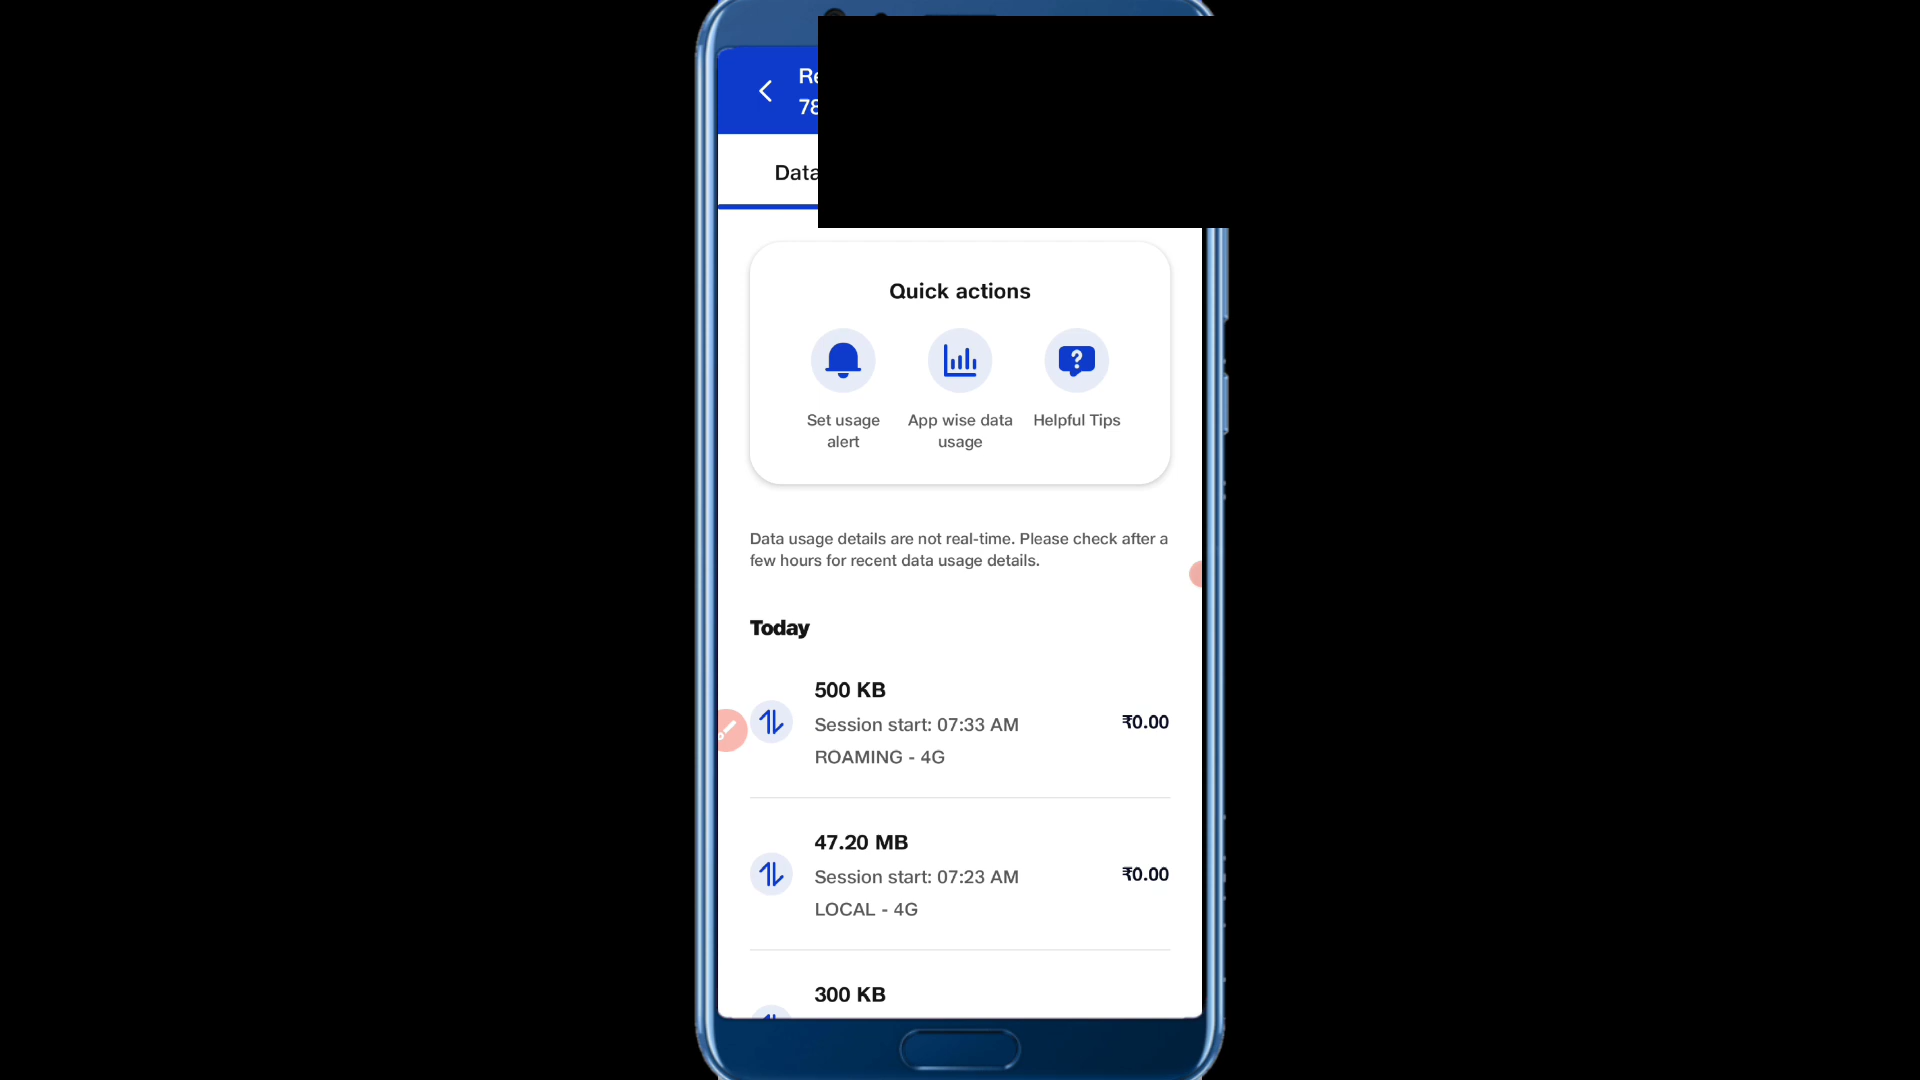 Quick actions
Set usage
alert
App wise data
usage
Helpful Tips
Data usage details are not real-time. Please check after a
few hours for recent data usage details.
Today
500 KB
Session start: 07:33 AM
₹0.00
ROAMING - 4G
47.20 MB
Session start: 07:23 AM
₹0.00
LOCAL - 4G
300 KB